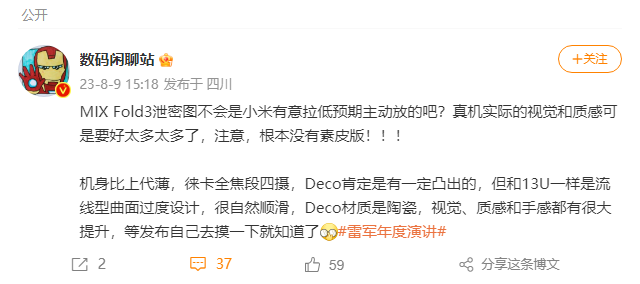 公开
数码闲聊站
+关注
23-8-9 15:18 发布于 四川
MIX Fold3泄密图不会是小米有意拉低预期主动放的吧？真机实际的视觉和质感可
是要好太多太多了，注意，根本没有素皮版！！！
机身比上代薄，徕卡全焦段四摄，Deco肯定是有一定凸出的，但和13U一样是流
线型曲面过度设计，很自然顺滑，Deco材质是陶瓷，视觉、质感和手感都有很大
提升，等发布自己去摸一下就知道了#雷军年度演讲#
2 37 59 分享这条博文